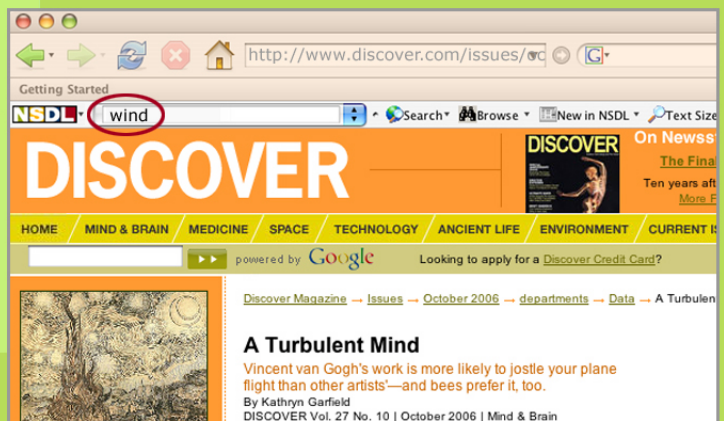 http://www.discover.com/issues/oc
G
Getting Started
NSDL wind Search Browse New in NSDL Text Size
DISCOVER
DISCOVER
On Newss
The Fina
Ten years aft
More F
HOME MIND & BRAIN MEDICINE SPACE TECHNOLOGY ANCIENT LIFE ENVIRONMENT CURRENT IS
powered by Google Looking to apply for a Discover Credit Card?
Discover Magazine → Issues → October 2006 → departments → Data → A Turbulen
A Turbulent Mind
Vincent van Gogh's work is more likely to jostle your plane
flight than other artists'—and bees prefer it, too.
By Kathryn Garfield
DISCOVER Vol. 27 No. 10 | October 2006 | Mind & Brain